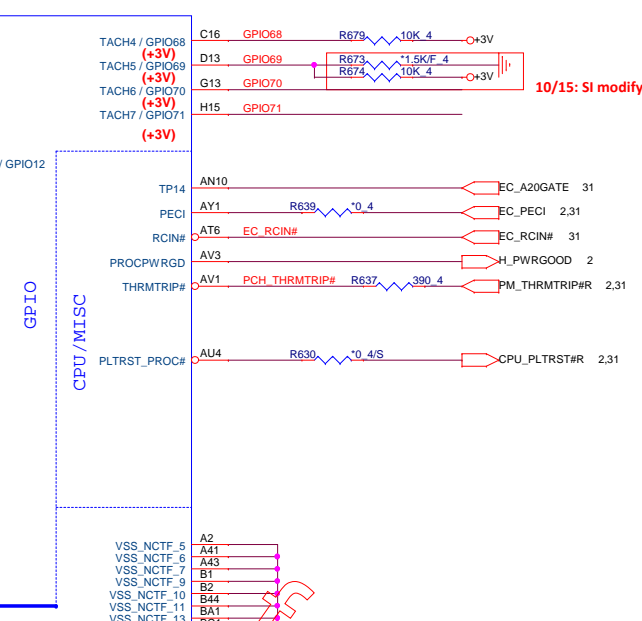 TACH4 / GPIO68 C16 GPIO68 R679 10K_4 +3V
(+3V)
TACH5 / GPIO69 D13 GPIO69 R673 *1.5K/F_4
(+3V)
R674 10K_4 +3V
TACH6 / GPIO70 G13 GPIO70 10/15: SI modify
(+3V)
TACH7 / GPIO71 H15 GPIO71
(+3V)
/ GPIO12
TP14 AN10 EC_A20GATE 31
PECI AY1 R639 *0_4 EC_PECI 2,31
RCIN# AT6 EC_RCIN# EC_RCIN# 31
PROCPWRGD AV3 H_PWRGOOD 2
THRMTRIP# AV1 PCH_THRMTRIP# R637 390_4 PM_THRMTRIP#R 2,31
GPIO
CPU/MISC
PLTRST_PROC# AU4 R630 *0_4/S CPU_PLTRST#R 2,31
VSS_NCTF_5 A2
VSS_NCTF_6 A41
VSS_NCTF_7 A43
VSS_NCTF_9 B1
VSS_NCTF_10 B2
VSS_NCTF_11 B44
VSS_NCTF_13 BA1